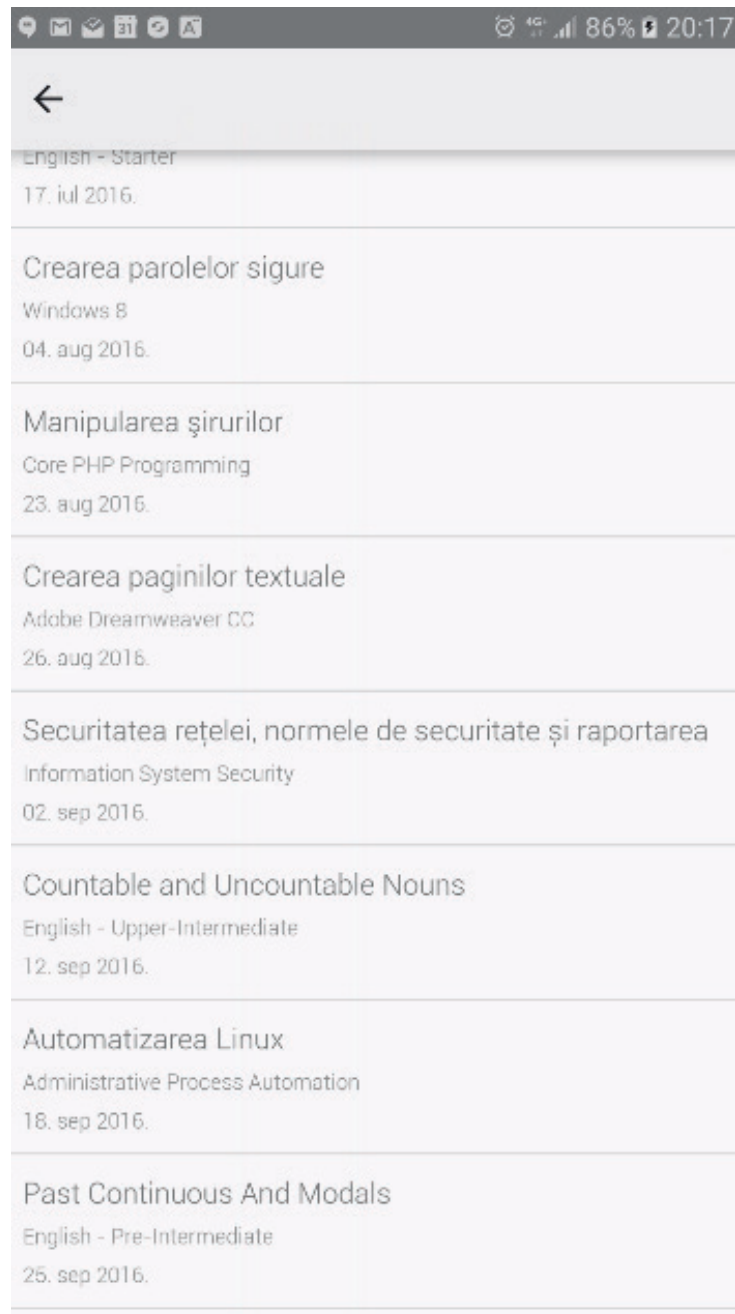 31 A 4G+ 86% 20:17
English - Starter
17. iul 2016.
Crearea parolelor sigure
Windows 8
04. aug 2016.
Manipularea şirurilor
Core PHP Programming
23. aug 2016.
Crearea paginilor textuale
Adobe Dreamweaver CC
26. aug 2016.
Securitatea rețelei, normele de securitate și raportarea
Information System Security
02. sep 2016.
Countable and Uncountable Nouns
English - Upper-Intermediate
12. sep 2016.
Automatizarea Linux
Administrative Process Automation
18. sep 2016.
Past Continuous And Modals
English - Pre-Intermediate
25. sep 2016.